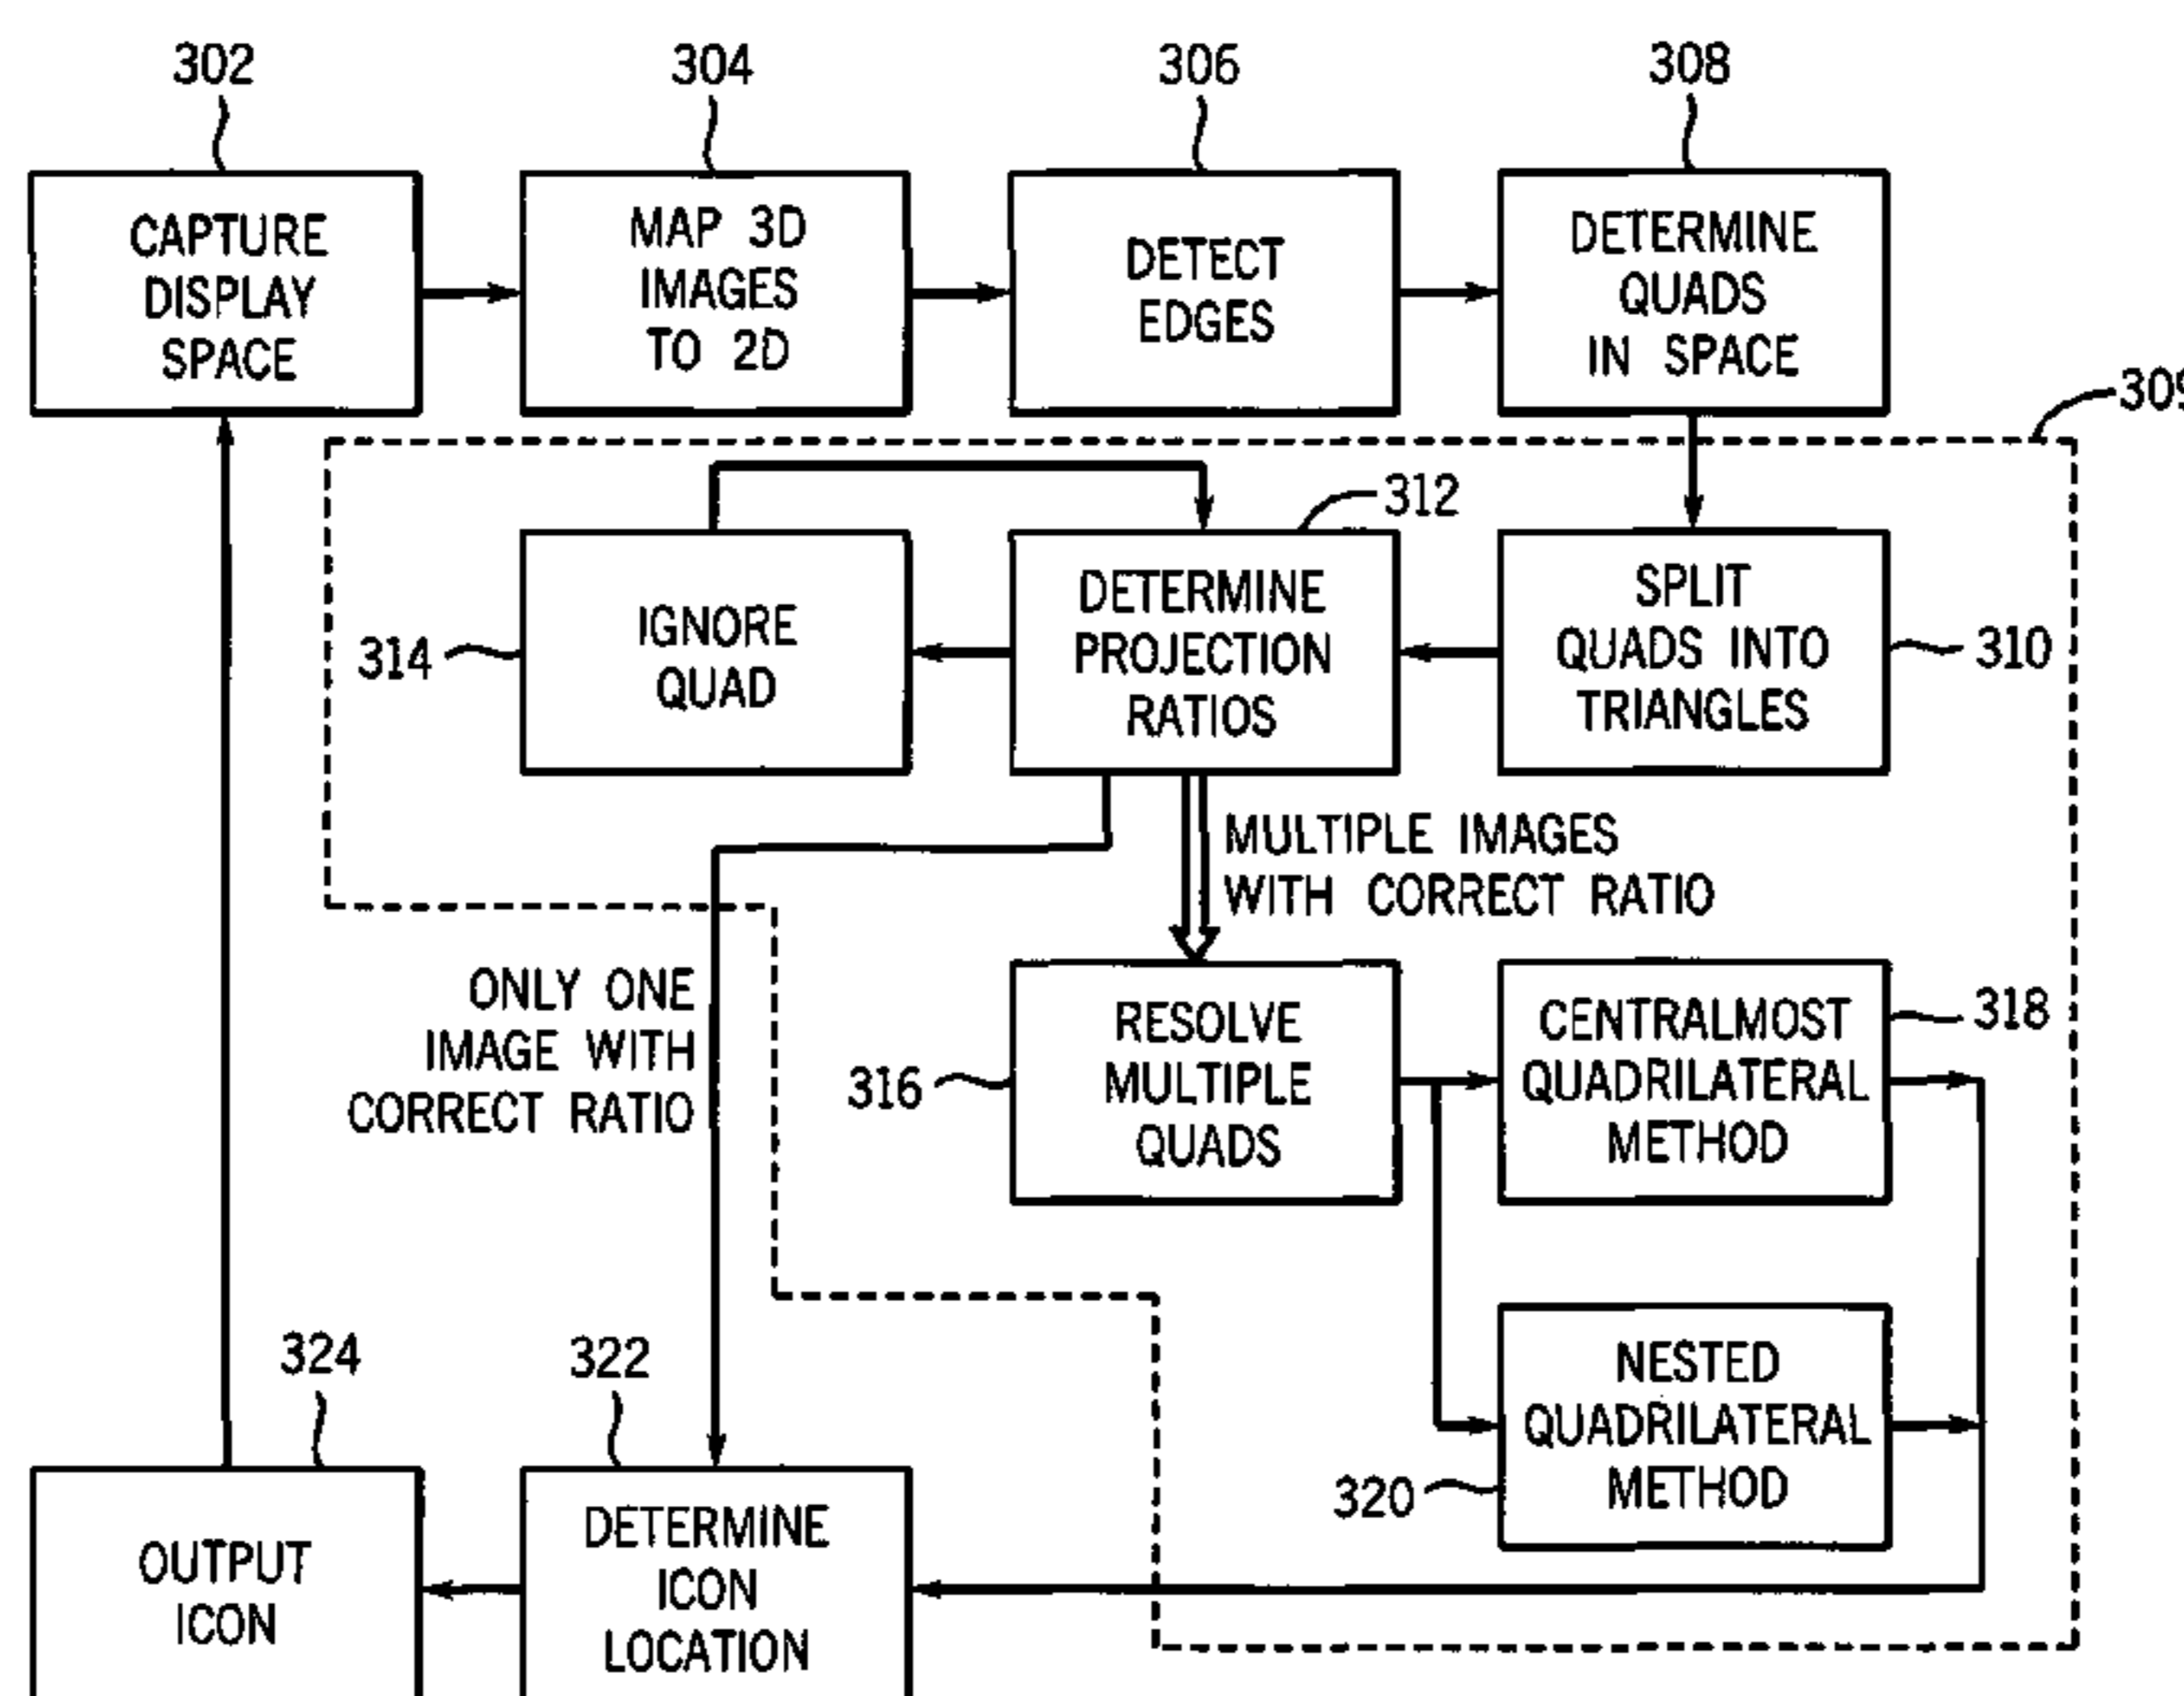 302
304
306
308
CAPTURE
DISPLAY
SPACE
MAP 3D
IMAGES
TO 2D
DETECT
EDGES
DETERMINE
QUADS
IN SPACE
309
312
314
IGNORE
QUAD
DETERMINE
PROJECTION
RATIOS
SPLIT
QUADS INTO
TRIANGLES
310
MULTIPLE IMAGES
WITH CORRECT RATIO
ONLY ONE
IMAGE WITH
CORRECT RATIO
316
RESOLVE
MULTIPLE
QUADS
CENTRALMOST
QUADRILATERAL
METHOD
318
NESTED
QUADRILATERAL
METHOD
320
324
322
OUTPUT
ICON
DETERMINE
ICON
LOCATION